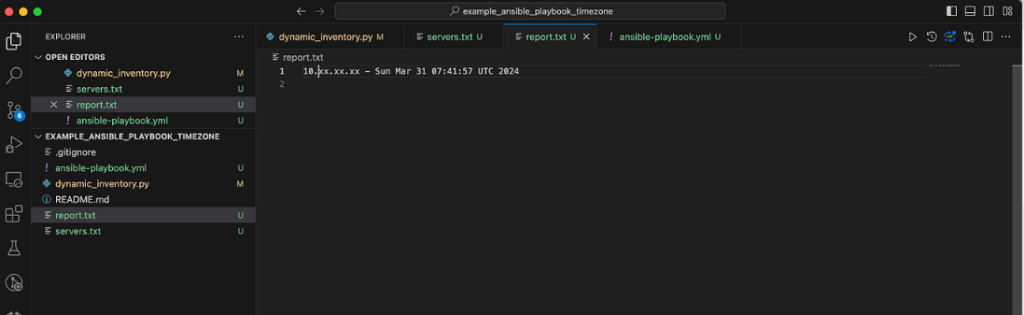 example_ansible_playbook_timezone
EXPLORER
OPEN EDITORS
dynamic_inventory.py M
servers.txt U
report.txt U
ansible-playbook.yml U
EXAMPLE_ANSIBLE_PLAYBOOK_TIMEZONE
.gitignore
ansible-playbook.yml U
dynamic_inventory.py M
README.md
report.txt U
servers.txt U
6
dynamic_inventory.py M
servers.txt U
report.txt U
ansible-playbook.yml U
report.txt
1 10.xx.xx.xx – Sun Mar 31 07:41:57 UTC 2024
2